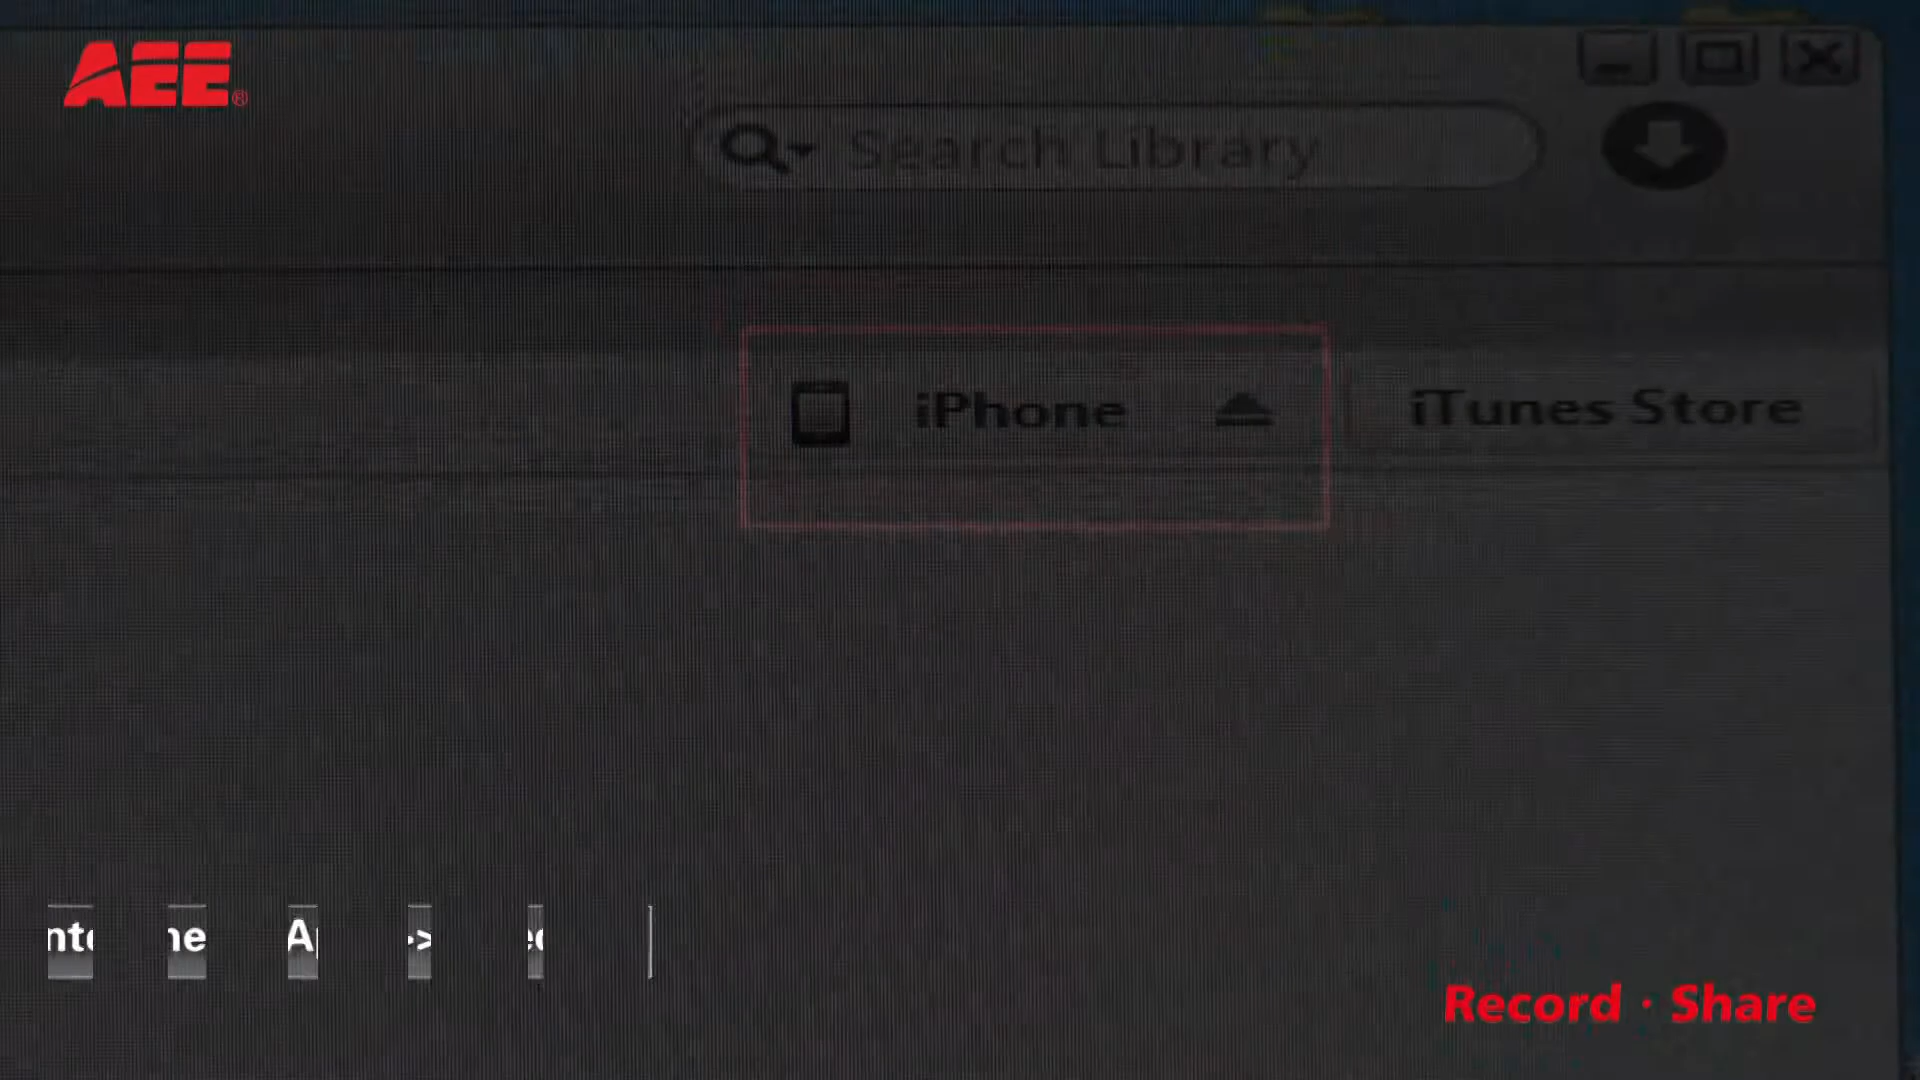 AEE®
Search Library
iPhone
iTunes Store
Record · Share